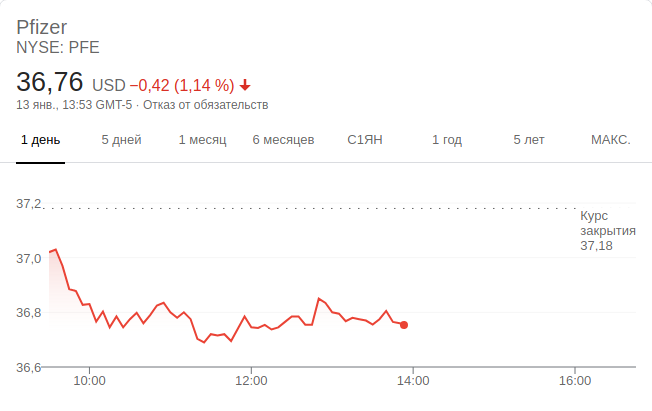 Pfizer
NYSE: PFE
36,76 USD −0,42 (1,14 %)
13 янв., 13:53 GMT-5 · Отказ от обязательств
1 день 5 дней 1 месяц 6 месяцев С1ЯН 1 год 5 лет МАКС.
37,2
Курс
закрытия
37,18
37,0
36,8
36,6
10:00 12:00 14:00 16:00